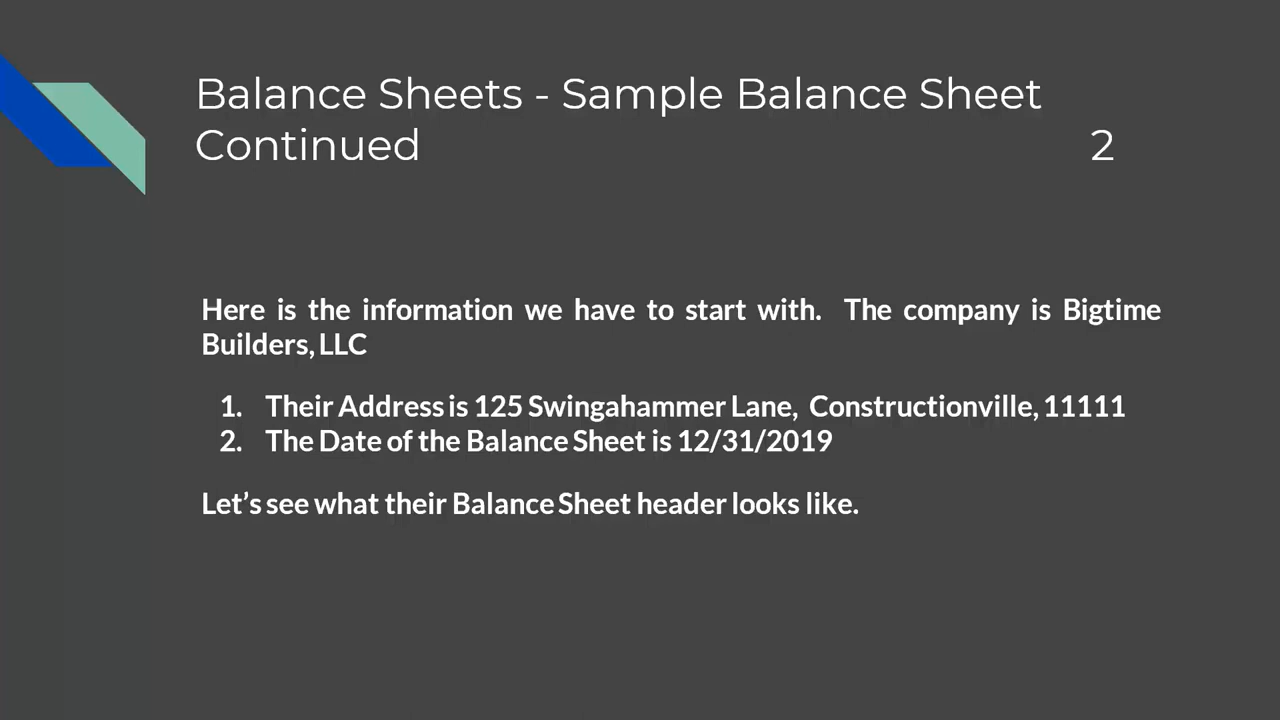 Balance Sheets - Sample Balance Sheet
Continued 2
Here is the information we have to start with. The company is Bigtime
Builders, LLC
1. Their Address is 125 Swingahammer Lane, Constructionville, 11111
2. The Date of the Balance Sheet is 12/31/2019
Let’s see what their Balance Sheet header looks like.